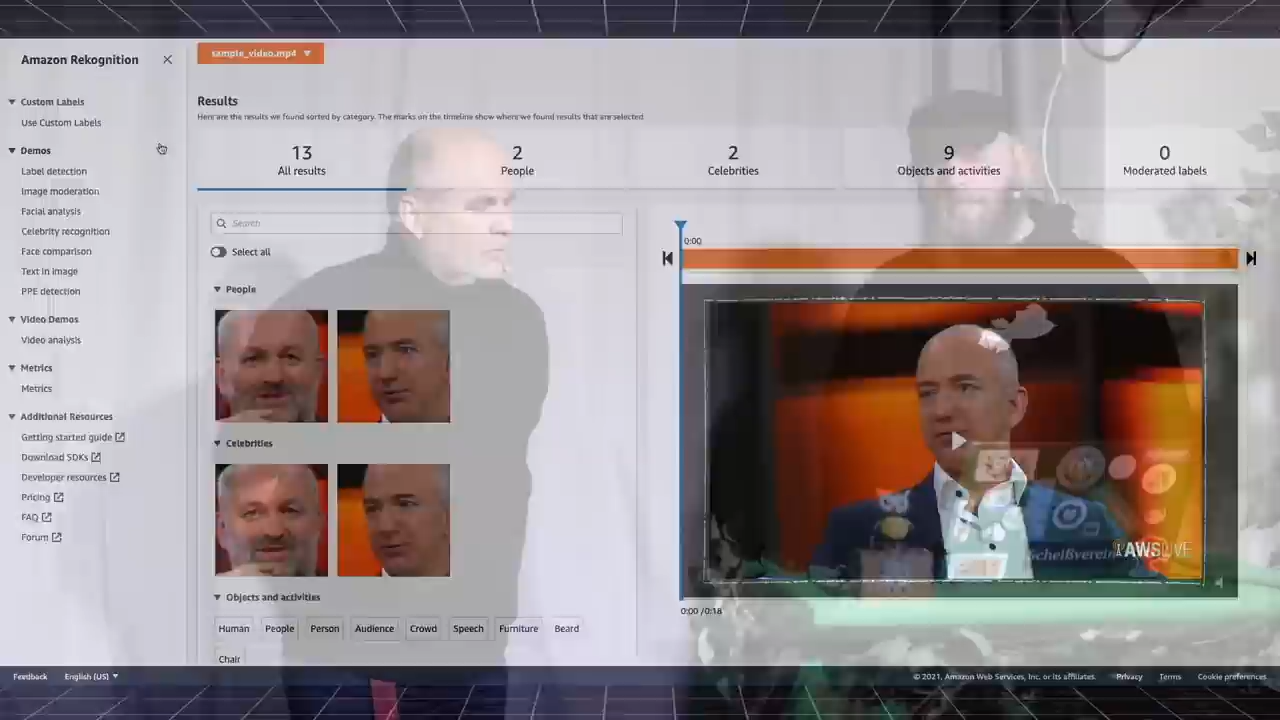 Amazon Rekognition
Custom Labels
Use Custom Labels
Demos
Label detection
Image moderation
Facial analysis
Celebrity recognition
Face comparison
Text in image
PPE detection
Video Demos
Video analysis
Metrics
Metrics
Additional Resources
Getting started guide
Download SDKs
Developer resources
Pricing
FAQ
Forum
sample_video.mp4
Results
Here are the results we found sorted by category. The marks on the timeline show where we found results that are selected
13
All results
2
People
2
Celebrities
9
Objects and activities
0
Moderated labels
Search
Select all
People
Celebrities
Objects and activities
Human People Person Audience Crowd Speech Furniture Beard
Chair
0:00
Scheißverein
AWSLIVE
0:00 /0:18
Feedback English (US)
© 2021, Amazon Web Services, Inc. or its affiliates. Privacy Terms Cookie preferences